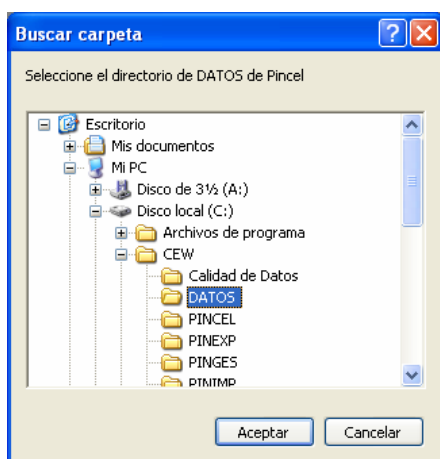 Buscar carpeta
Seleccione el directorio de DATOS de Pincel
Escritorio
Mis documentos
Mi PC
Disco de 3½ (A:)
Disco local (C:)
Archivos de programa
CEW
Calidad de Datos
DATOS
PINCEL
PINEXP
PINGES
PINIMP
Aceptar
Cancelar